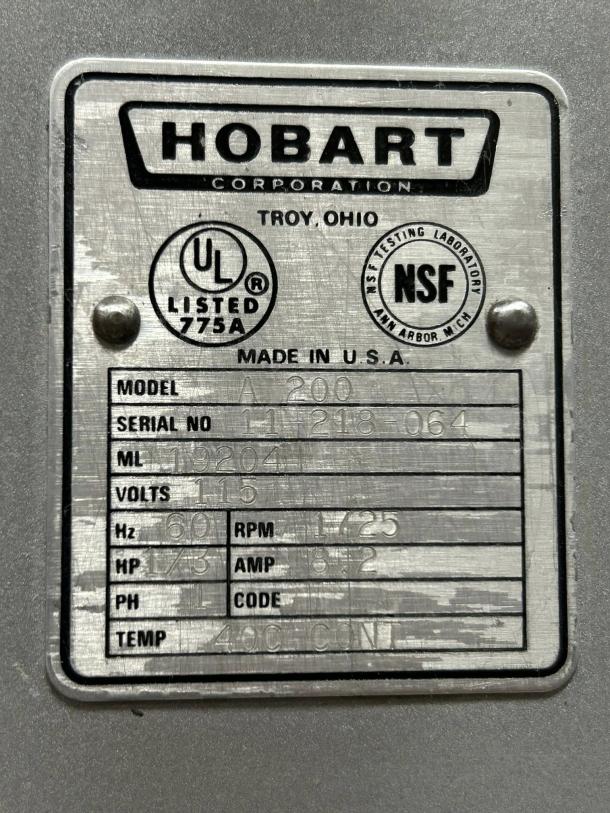 HOBART
CORPORATION
TROY, OHIO
UL ®
LISTED
775A
NSF TESTING LABORATORY
NSF
ANN ARBOR, MICH
MADE IN U.S.A.
MODEL A 200
SERIAL NO 11-218-064
ML 19204
VOLTS 115
Hz 60 RPM 1725
HP 1/3 AMP 8.2
PH 1 CODE
TEMP 40C CONT